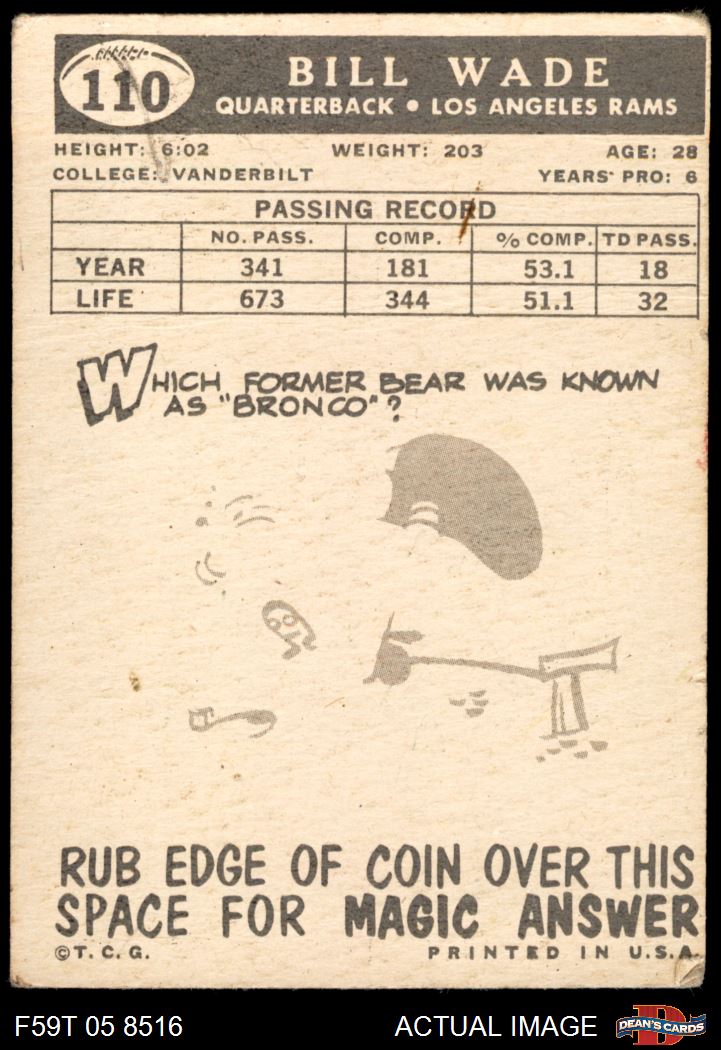 110
BILL WADE
QUARTERBACK • LOS ANGELES RAMS
HEIGHT: 6:02 WEIGHT: 203 AGE: 28
COLLEGE: VANDERBILT YEARS PRO: 6
PASSING RECORD
NO. PASS. COMP. % COMP. TD PASS.
YEAR 341 181 53.1 18
LIFE 673 344 51.1 32
WHICH FORMER BEAR WAS KNOWN
AS "BRONCO"?
RUB EDGE OF COIN OVER THIS
SPACE FOR MAGIC ANSWER
©T.C.G. PRINTED IN U.S.A.
F59T 05 8516 ACTUAL IMAGE DEAN'S CARDS